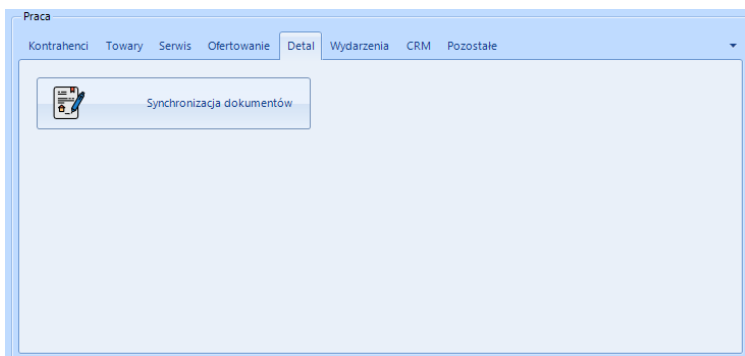 Praca
Kontrahenci Towary Serwis Ofertowanie Detal Wydarzenia CRM Pozostałe
Synchronizacja dokumentów